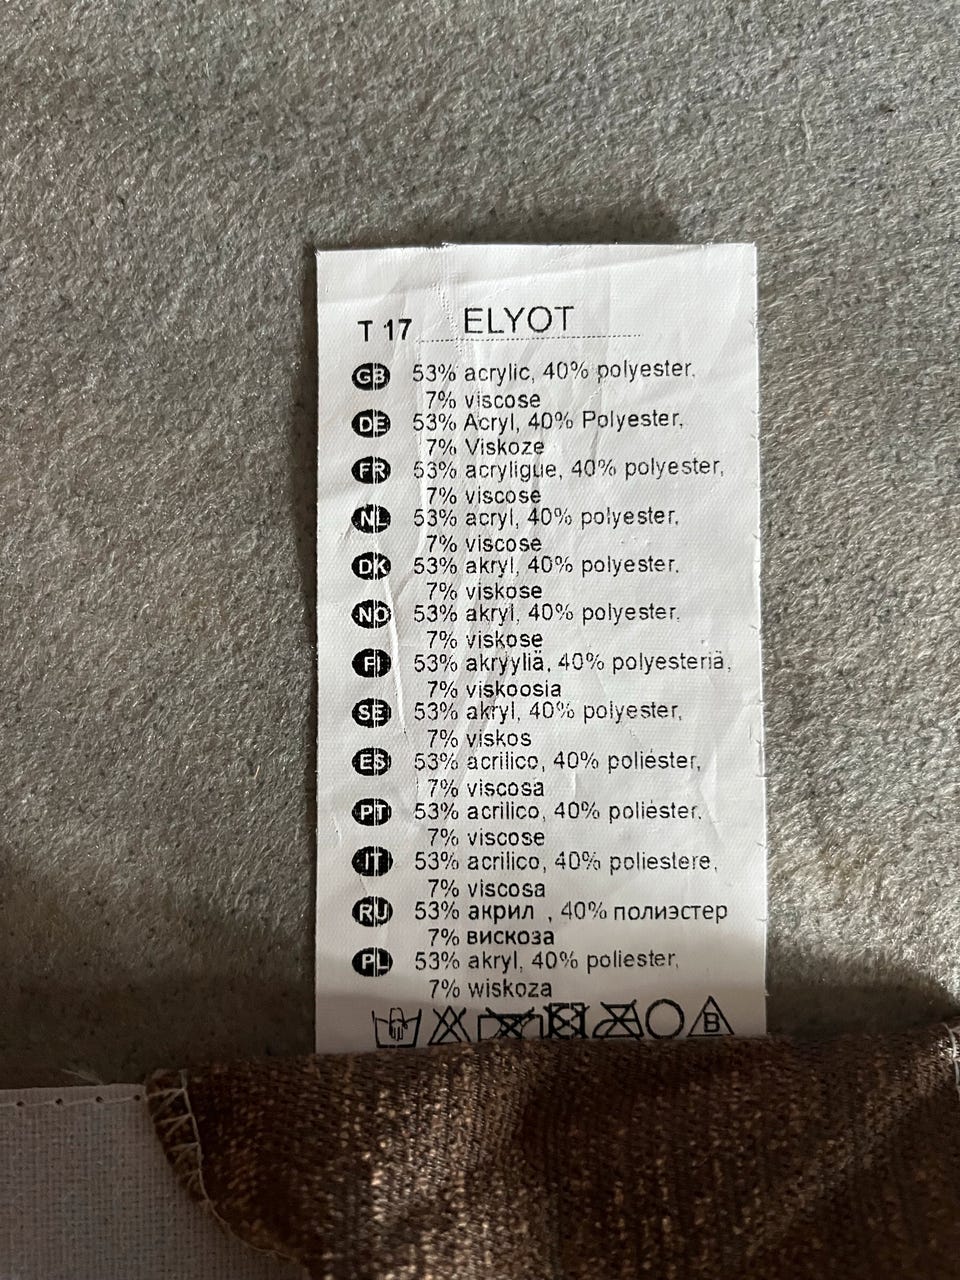 T 17 ELYOT
GB 53% acrylic, 40% polyester,
7% viscose
DE 53% Acryl, 40% Polyester,
7% Viskoze
FR 53% acryligue, 40% polyester,
7% viscose
NL 53% acryl, 40% polyester,
7% viscose
DK 53% akryl, 40% polyester,
7% viskose
NO 53% akryl, 40% polyester,
7% viskose
FI 53% akryyliä, 40% polyesteriä,
7% viskoosia
SE 53% akryl, 40% polyester,
7% viskos
ES 53% acrilico, 40% poliéster,
7% viscosa
PT 53% acrilico, 40% poliéster,
7% viscose
IT 53% acrilico, 40% poliestere,
7% viscosa
RU 53% акрил , 40% полиэстер
7% вискоза
PL 53% akryl, 40% poliester,
7% wiskoza
B